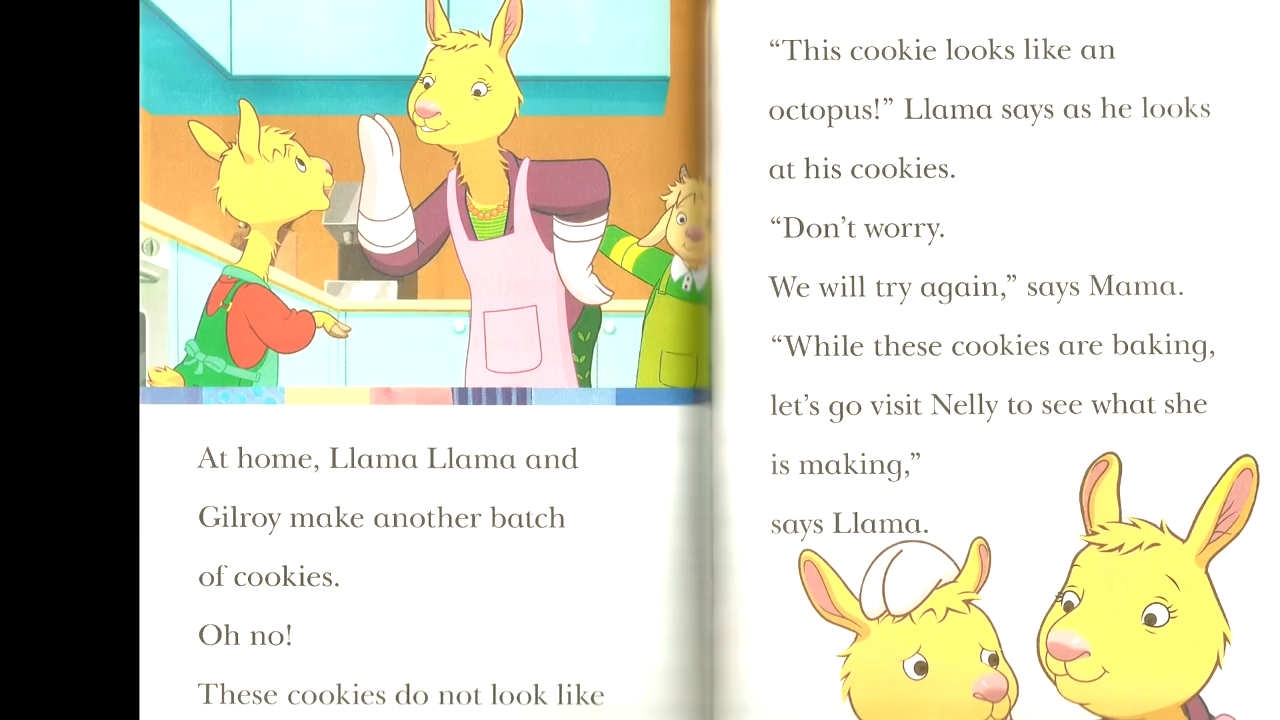 At home, Llama Llama and
Gilroy make another batch
of cookies.
Oh no!
These cookies do not look like
“This cookie looks like an
octopus!” Llama says as he looks
at his cookies.
“Don’t worry.
We will try again,” says Mama.
“While these cookies are baking,
let’s go visit Nelly to see what she
is making,”
says Llama.